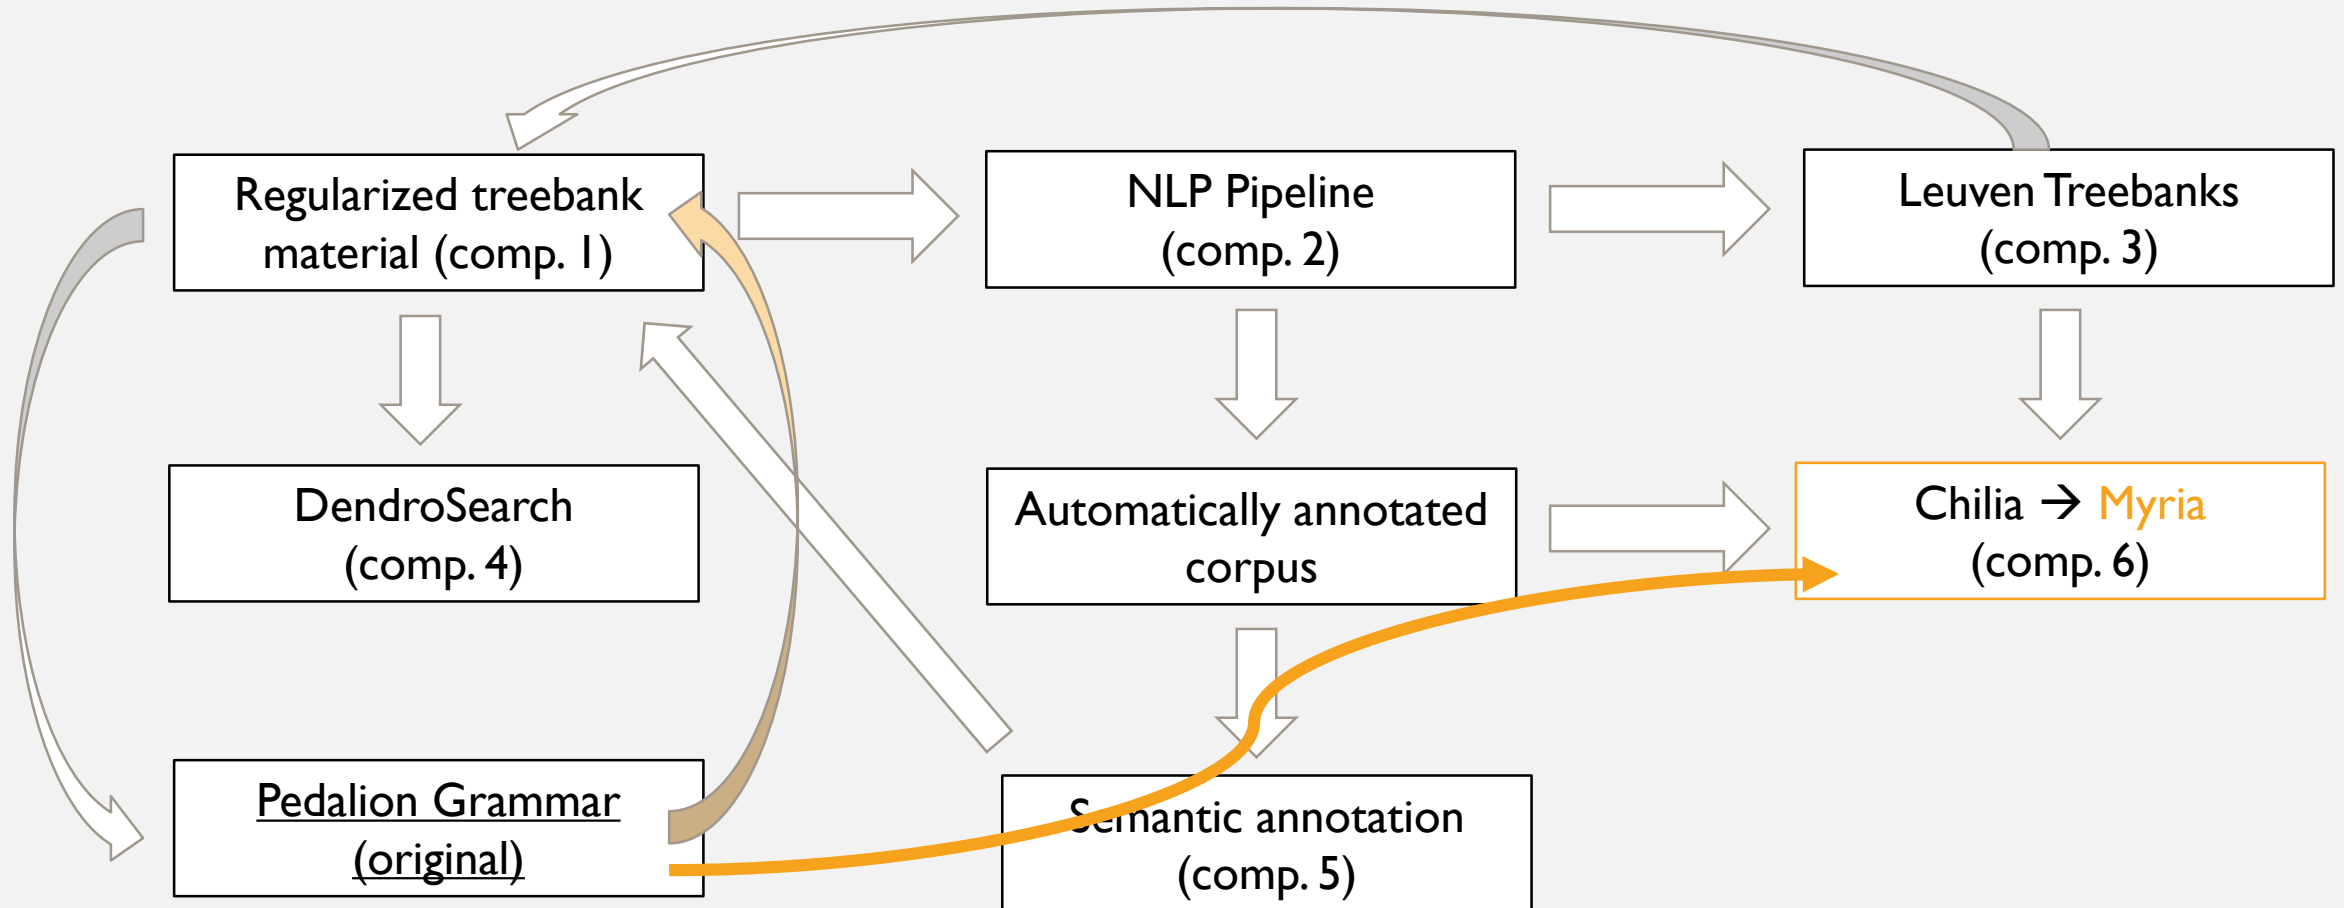 Regularized treebank
material (comp. 1)
NLP Pipeline
(comp. 2)
Leuven Treebanks
(comp. 3)
DendroSearch
(comp. 4)
Automatically annotated
corpus
Chilia → Myria
(comp. 6)
Pedalion Grammar
(original)
Semantic annotation
(comp. 5)